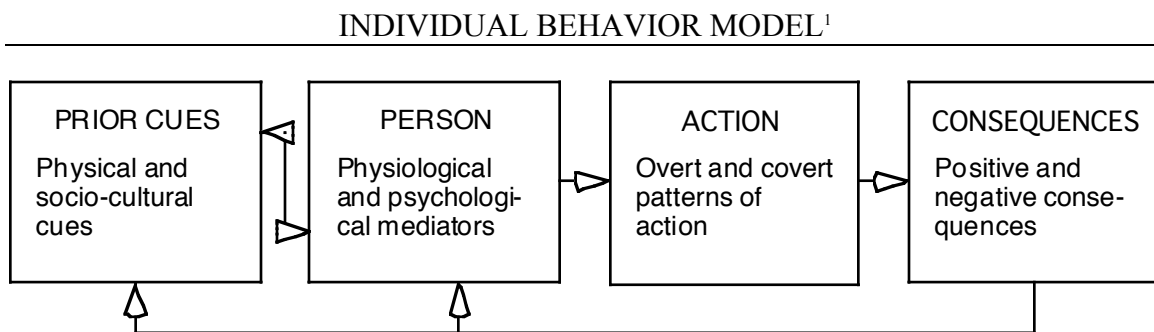 INDIVIDUAL BEHAVIOR MODEL¹
PRIOR CUES
Physical and
socio-cultural
cues
PERSON
Physiological
and psychologi-
cal mediators
ACTION
Overt and covert
patterns of
action
CONSEQUENCES
Positive and
negative conse-
quences